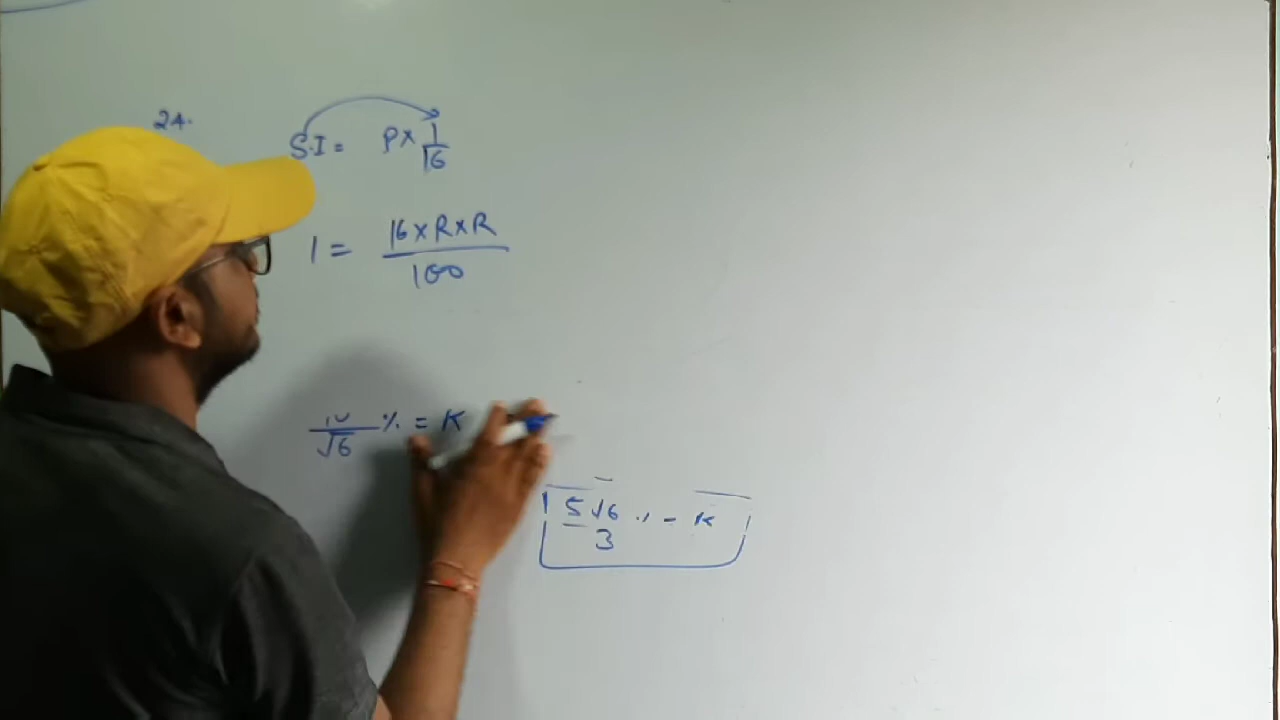 24.
S.I = P × 1/16
1 = 16 × R × R / 100
10/√6 % = K
5√6/3 % = K